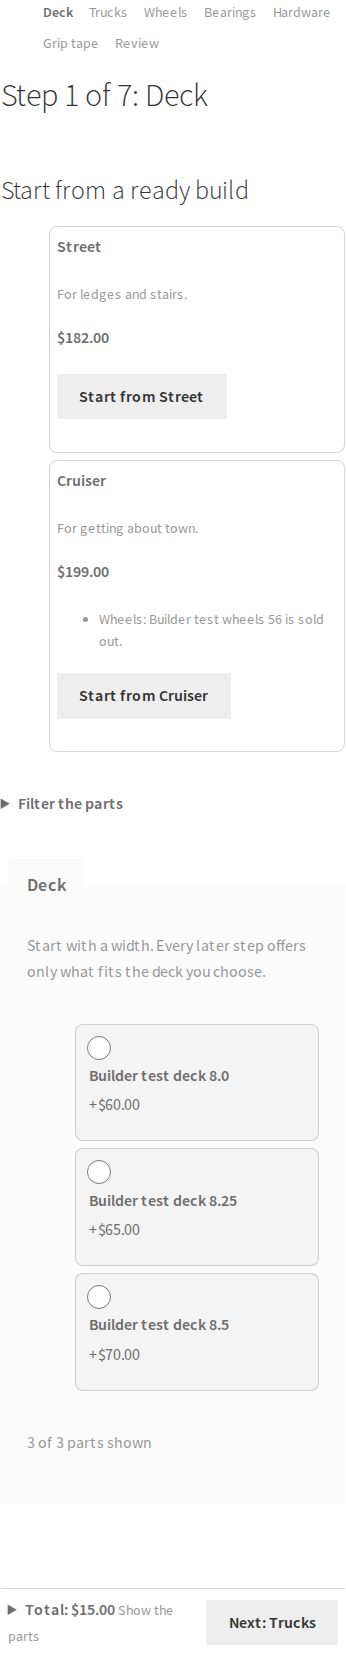 Deck Trucks Wheels Bearings Hardware
Grip tape Review
Step 1 of 7: Deck
Start from a ready build
Street
For ledges and stairs.
$182.00
Start from Street
Cruiser
For getting about town.
$199.00
• Wheels: Builder test wheels 56 is sold
out.
Start from Cruiser
Filter the parts
Deck
Start with a width. Every later step offers
only what fits the deck you choose.
Builder test deck 8.0
+$60.00
Builder test deck 8.25
+$65.00
Builder test deck 8.5
+$70.00
3 of 3 parts shown
Total: $15.00 Show the
parts
Next: Trucks